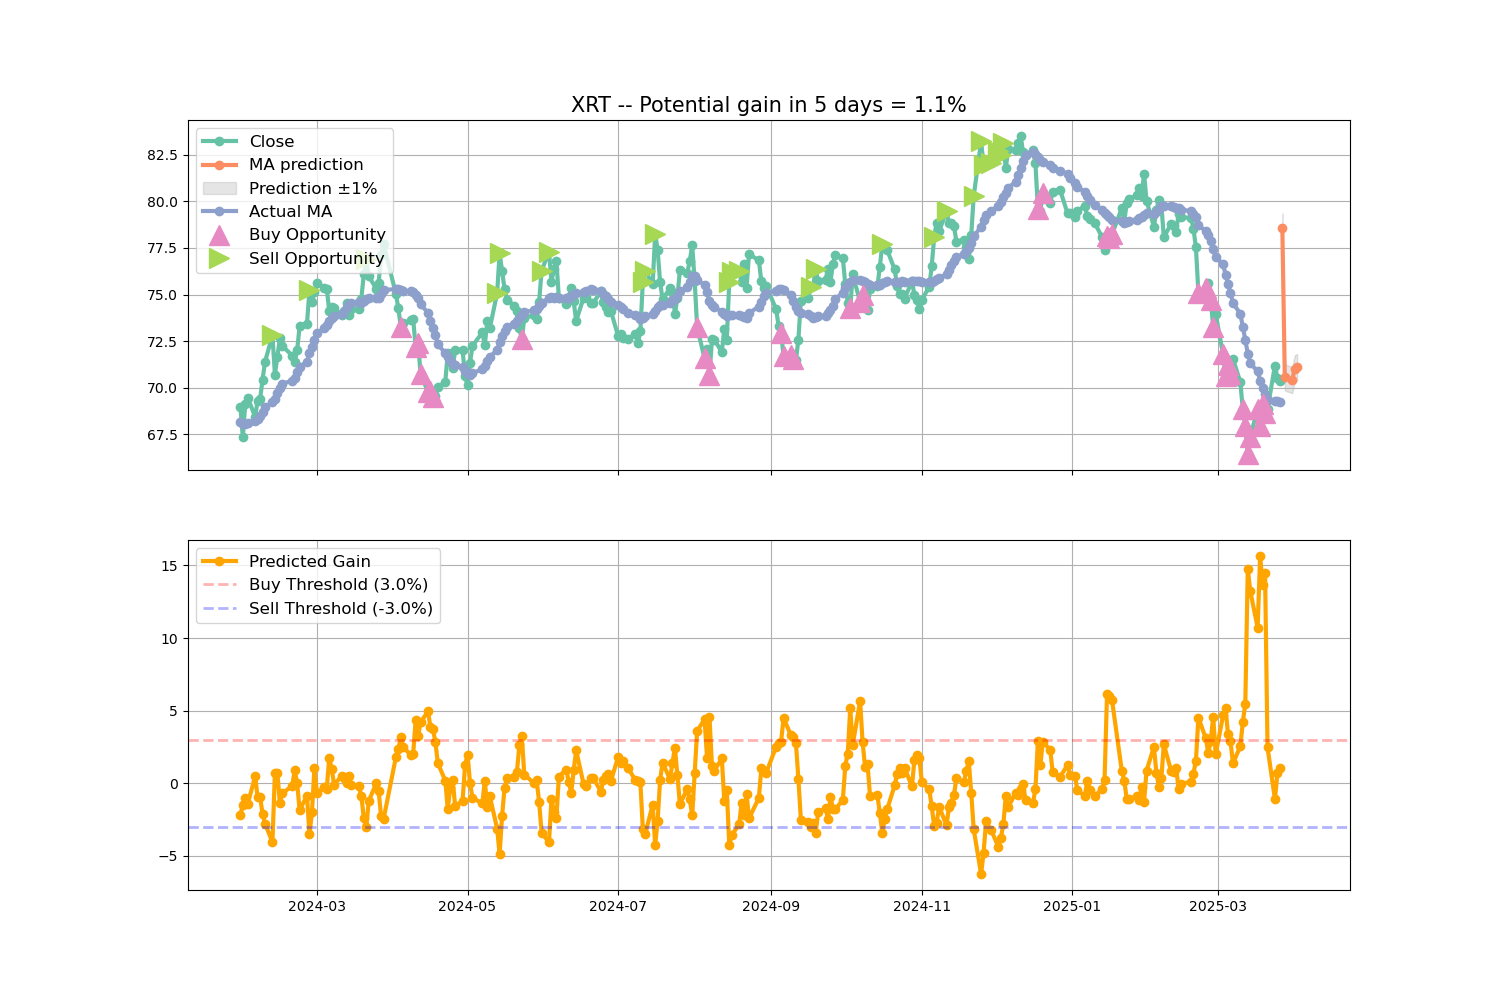 XRT -- Potential gain in 5 days = 1.1%
Close
MA prediction
Prediction ±1%
Actual MA
Buy Opportunity
Sell Opportunity
82.5
80.0
77.5
75.0
72.5
70.0
67.5
Predicted Gain
Buy Threshold (3.0%)
Sell Threshold (-3.0%)
15
10
5
0
−5
2024-03
2024-05
2024-07
2024-09
2024-11
2025-01
2025-03